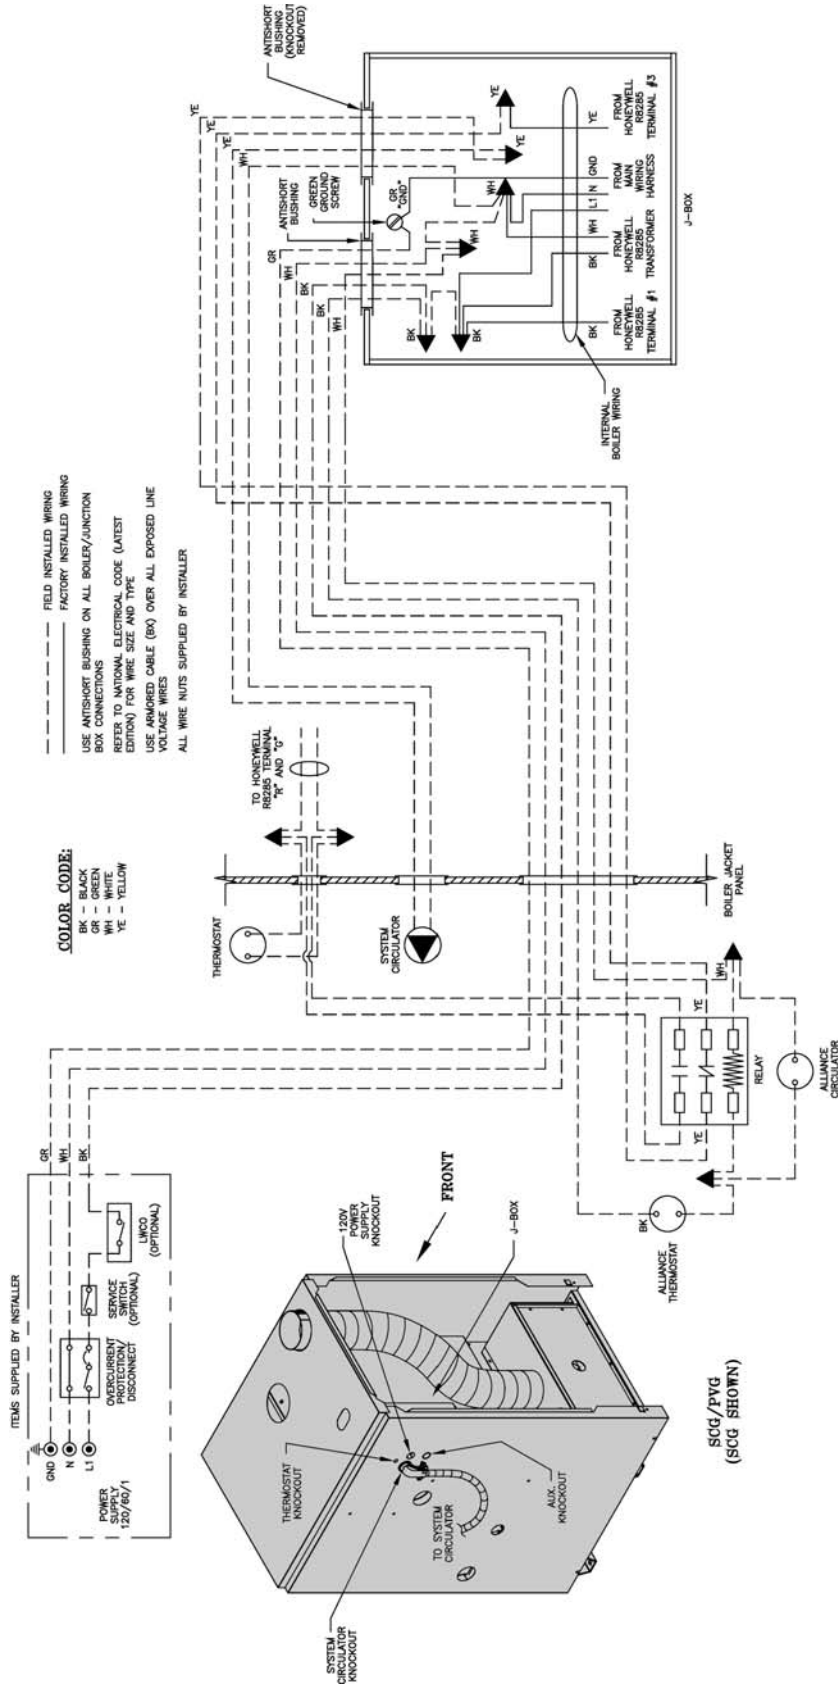 ITEMS SUPPLIED BY INSTALLER
GND
N
L1
POWER
SUPPLY
120/60/1
OVERCURRENT
PROTECTION/
DISCONNECT
SERVICE
SWITCH
(OPTIONAL)
LWCO
(OPTIONAL)
GR
WH
BK
COLOR CODE:
BK - BLACK
GR - GREEN
WH - WHITE
YE - YELLOW
FIELD INSTALLED WIRING
FACTORY INSTALLED WIRING
USE ANTISHORT BUSHING ON ALL BOILER/JUNCTION
BOX CONNECTIONS
REFER TO NATIONAL ELECTRICAL CODE (LATEST
EDITION) FOR WIRE SIZE AND TYPE
USE ARMORED CABLE (BX) OVER ALL EXPOSED LINE
VOLTAGE WIRES
ALL WIRE NUTS SUPPLIED BY INSTALLER
THERMOSTAT
TO HONEYWELL
R8285 TERMINAL
"R" AND "G"
SYSTEM
CIRCULATOR
YE
YE
YE
WH
GR
WH
BK
BK
WH
ANTISHORT
BUSHING
(KNOCKOUT
REMOVED)
ANTISHORT
BUSHING
GREEN
GROUND
SCREW
GR
"GND"
YE
YE
WH
WH
BK
BK
BK
BK
WH
L1
N
GND
YE
FROM
HONEYWELL
R8285
TERMINAL #1
FROM
HONEYWELL
R8285
TRANSFORMER
FROM
MAIN
WIRING
HARNESS
FROM
HONEYWELL
R8285
TERMINAL #3
J-BOX
INTERNAL
BOILER WIRING
BOILER JACKET
PANEL
YE
YE
WH
RELAY
BK
ALLIANCE
THERMOSTAT
ALLIANCE
CIRCULATOR
120V
POWER
SUPPLY
KNOCKOUT
FRONT
J-BOX
THERMOSTAT
KNOCKOUT
TO SYSTEM
CIRCULATOR
AUX.
KNOCKOUT
SYSTEM
CIRCULATOR
KNOCKOUT
SCG/PVG
(SCG SHOWN)